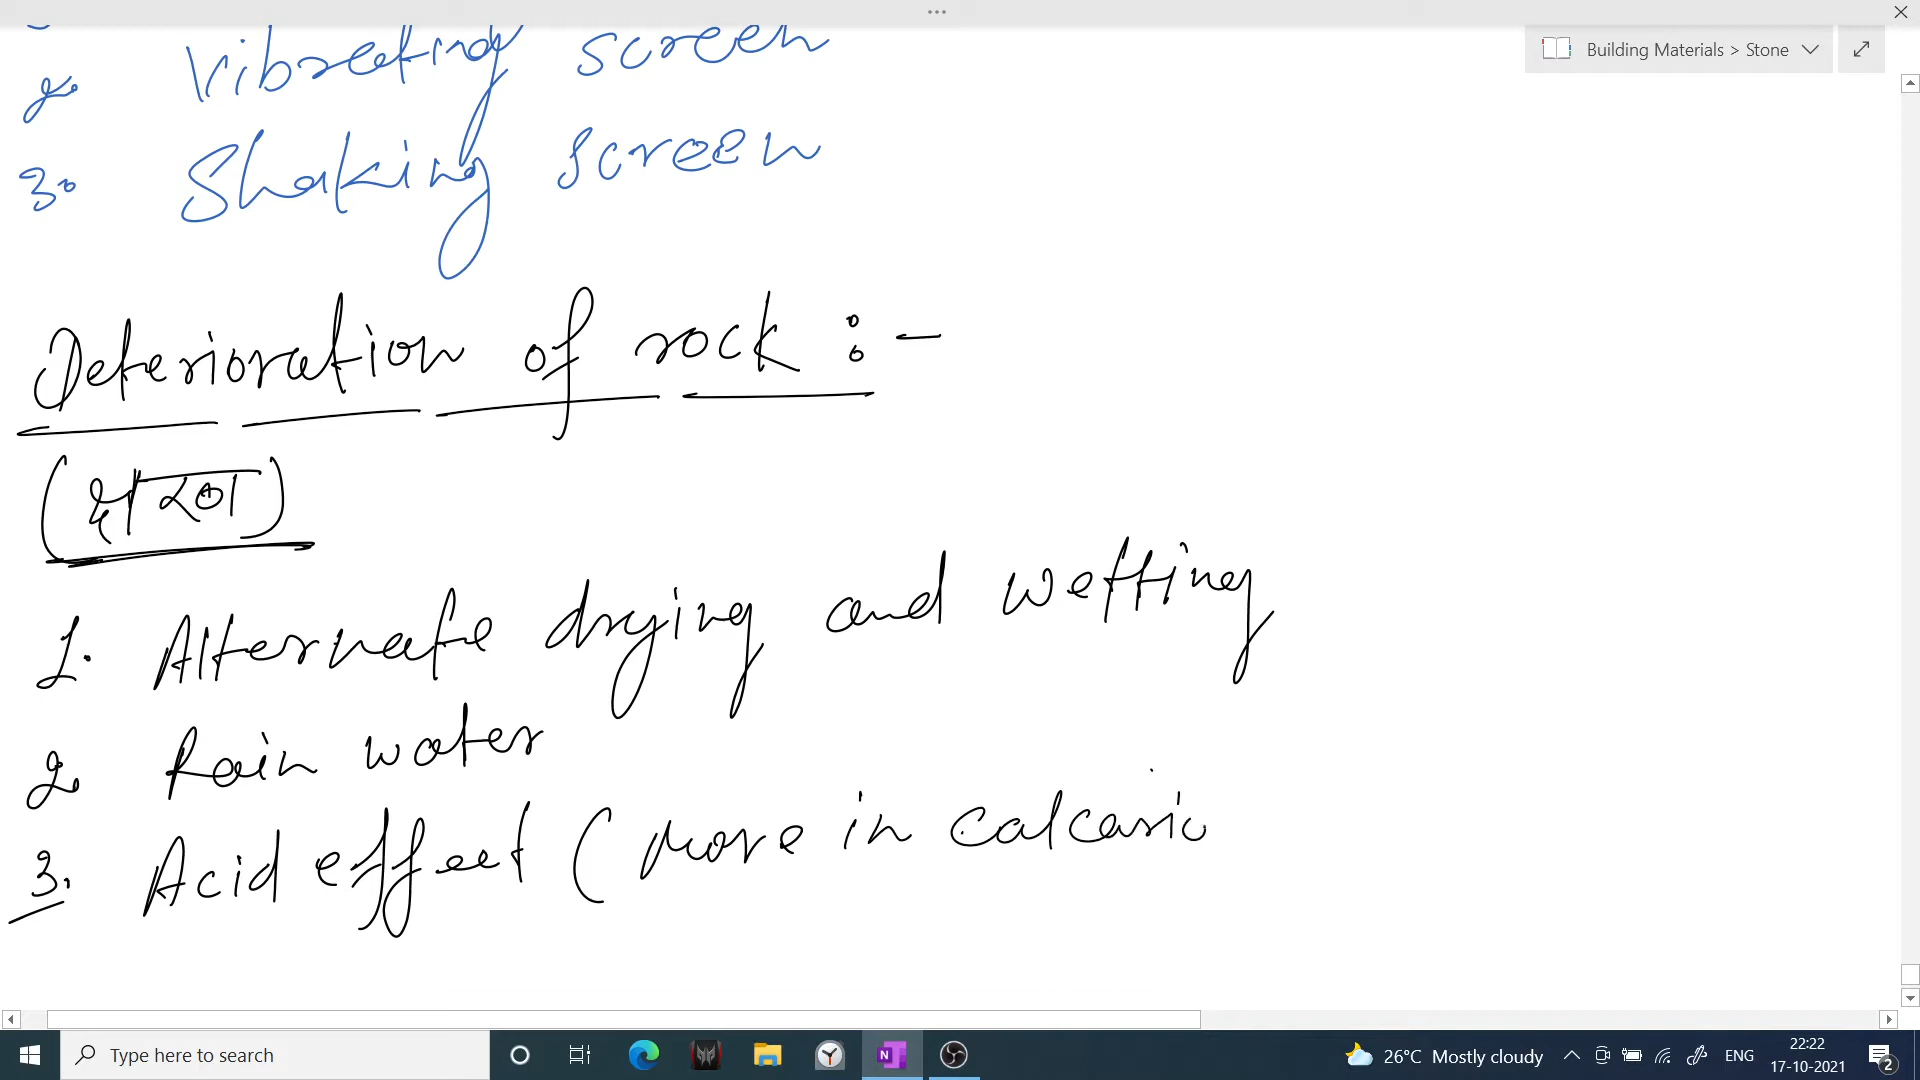 Building Materials > Stone
2. Vibrating screen
3. Shaking screen
Deterioration of rock :-
1. Alternate drying and wetting
2. Rain water
3. Acid effect ( more in calcario
Type here to search
26°C Mostly cloudy
ENG
22:22
17-10-2021
2